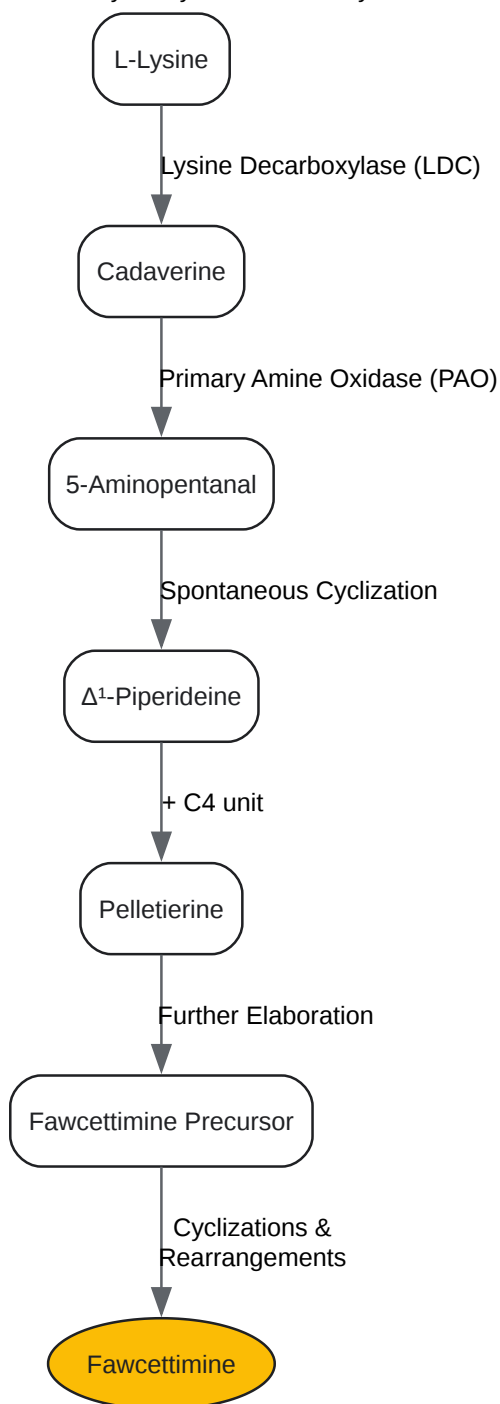 L-Lysine
Lysine Decarboxylase (LDC)
Cadaverine
Primary Amine Oxidase (PAO)
5-Aminopentanal
Spontaneous Cyclization
Δ¹-Piperideine
+ C4 unit
Pelletierine
Further Elaboration
Fawcettimine Precursor
Cyclizations &
Rearrangements
Fawcettimine